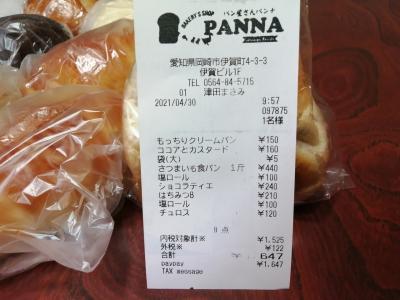 BAKERY'S SHOP
パン屋さんパンナ
PANNA
愛知県岡崎市伊賀町4-3-3
伊賀ビル1F
TEL 0564-84-5715
01 津田まさみ
2021/04/30 9:57
097875
1名様
もっちりクリームパン ¥150
ココアとカスタード ¥160
袋(大) ¥5
さつまいも食パン 1斤 ¥440
塩ロール ¥100
ショコラティエ ¥240
はちみつB ¥210
塩ロール ¥100
チュロス ¥120
9点
内税対象計※ ¥1,525
外税※ ¥122
合計 647
paypay ¥1,647
TAX message